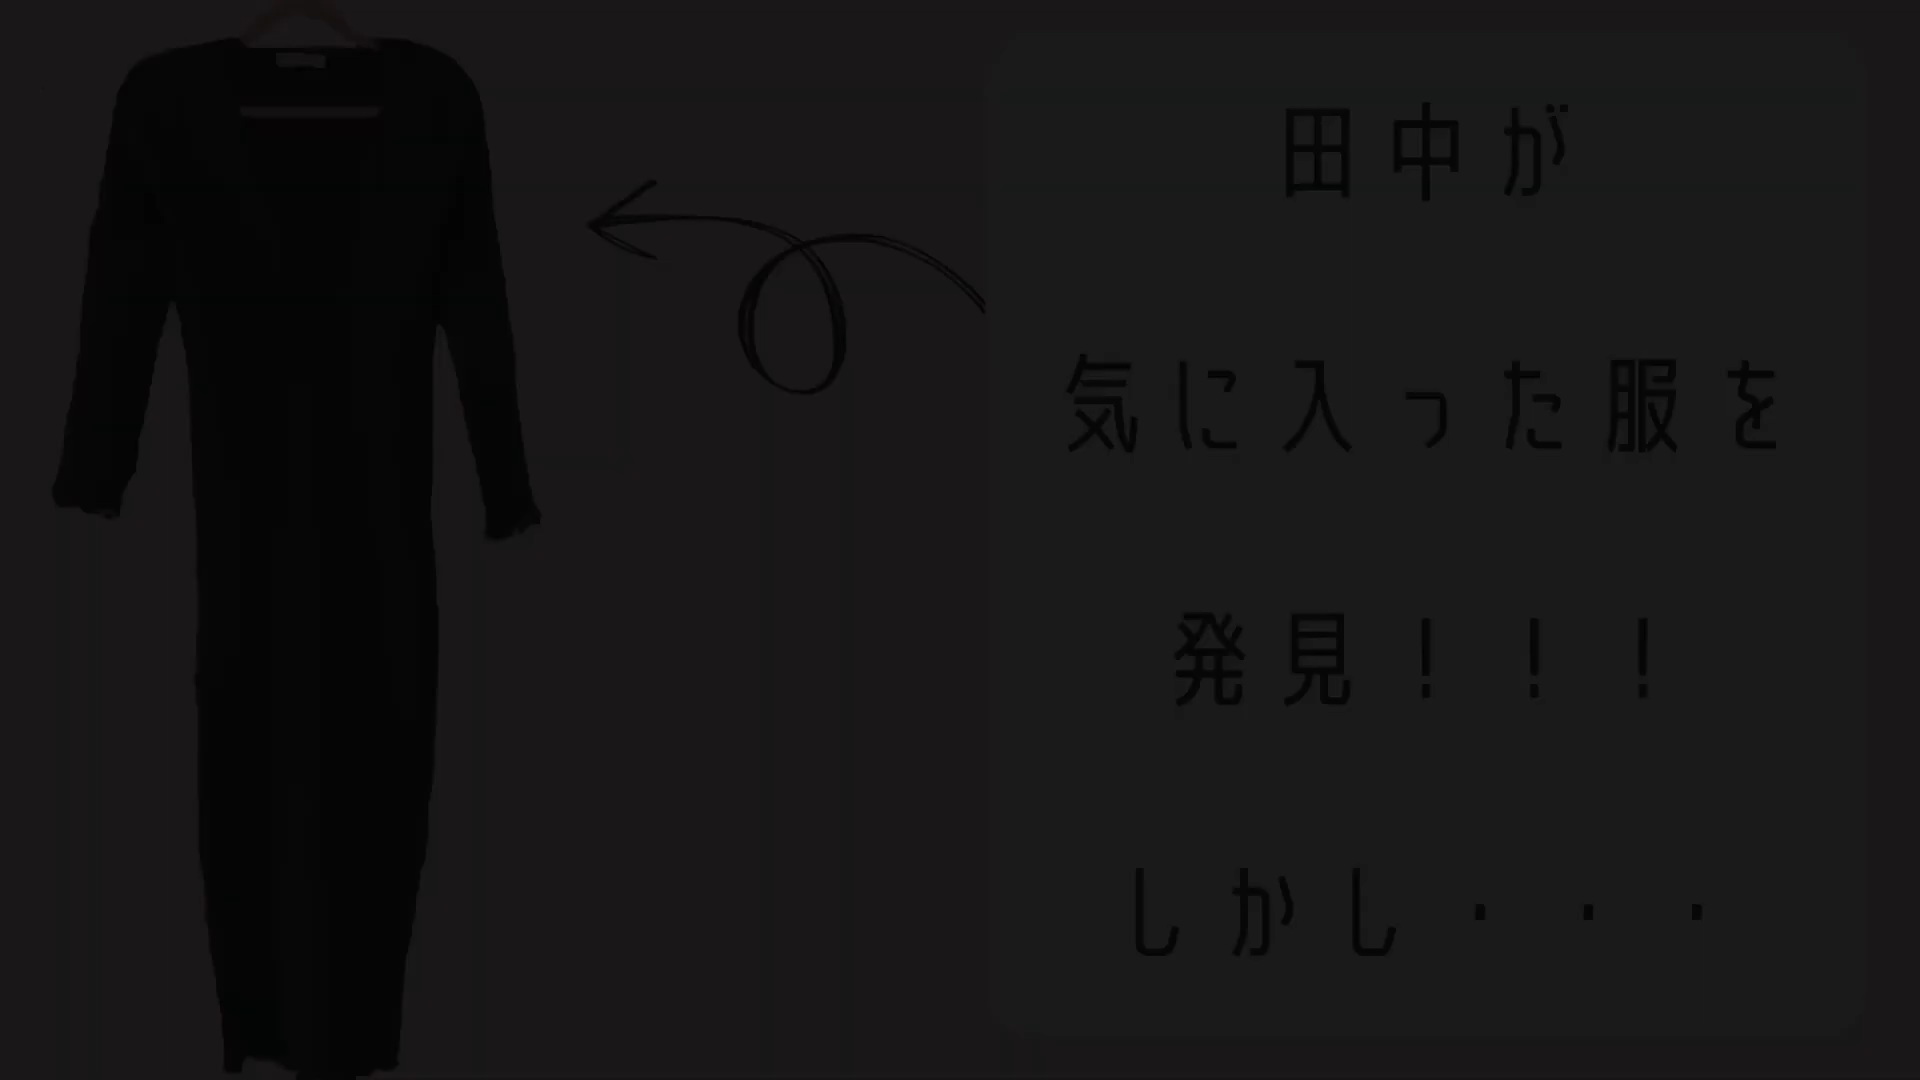 田中が
気に入った服を
発見！！！
しかし・・・